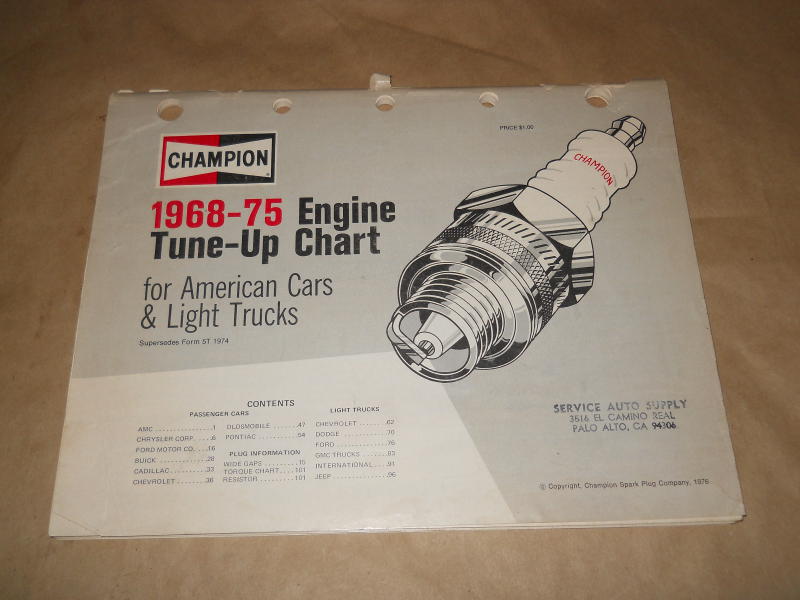 PRICE $1.00
CHAMPION
CHAMPION
1968-75 Engine
Tune-Up Chart
for American Cars
& Light Trucks
Supersedes Form 5T 1974
CONTENTS
PASSENGER CARS
AMC ................1
CHRYSLER CORP. ....6
FORD MOTOR CO. ...16
BUICK ..............28
CADILLAC ..........33
CHEVROLET ........36
OLDSMOBILE .......47
PONTIAC ..........54
PLUG INFORMATION
WIDE GAPS .........15
TORQUE CHART ....101
RESISTOR .........101
LIGHT TRUCKS
CHEVROLET .........62
DODGE .............70
FORD ..............76
GMC TRUCKS .......83
INTERNATIONAL ....91
JEEP ...............96
SERVICE AUTO SUPPLY
3516 EL CAMINO REAL
PALO ALTO, CA 94306
© Copyright, Champion Spark Plug Company, 1976